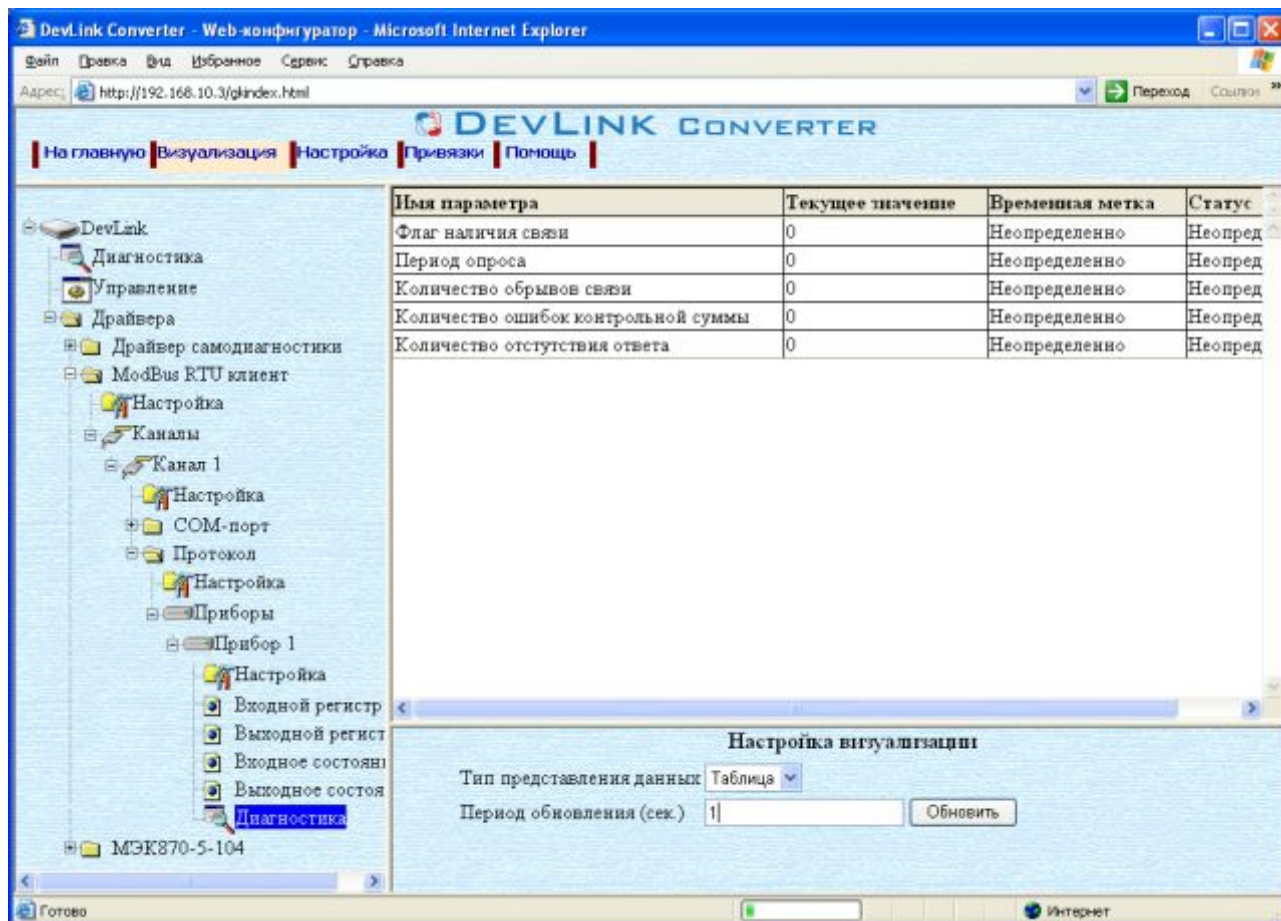 DevLink Converter - Web-конфигуратор - Microsoft Internet Explorer
Файл Правка Вид Избранное Сервис Справка
Адрес: http://192.168.10.3/gkindex.html Переход Ссылки »
DEVLINK CONVERTER
На главную Визуализация Настройка Привязки Помощь
DevLink
Диагностика
Управление
Драйвера
Драйвер самодиагностики
ModBus RTU клиент
Настройка
Каналы
Канал 1
Настройка
COM-порт
Протокол
Настройка
Приборы
Прибор 1
Настройка
Входной регистр
Выходной регист
Входное состояни
Выходное состоя
Диагностика
МЭК870-5-104
Имя параметра Текущее значение Временная метка Статус
Флаг наличия связи 0 Неопределенно Неопред
Период опроса 0 Неопределенно Неопред
Количество обрывов связи 0 Неопределенно Неопред
Количество ошибок контрольной суммы 0 Неопределенно Неопред
Количество отстутствия ответа 0 Неопределенно Неопред
Настройка визуализации
Тип представления данных Таблица
Период обновления (сек.) 1 Обновить
Готово Интернет